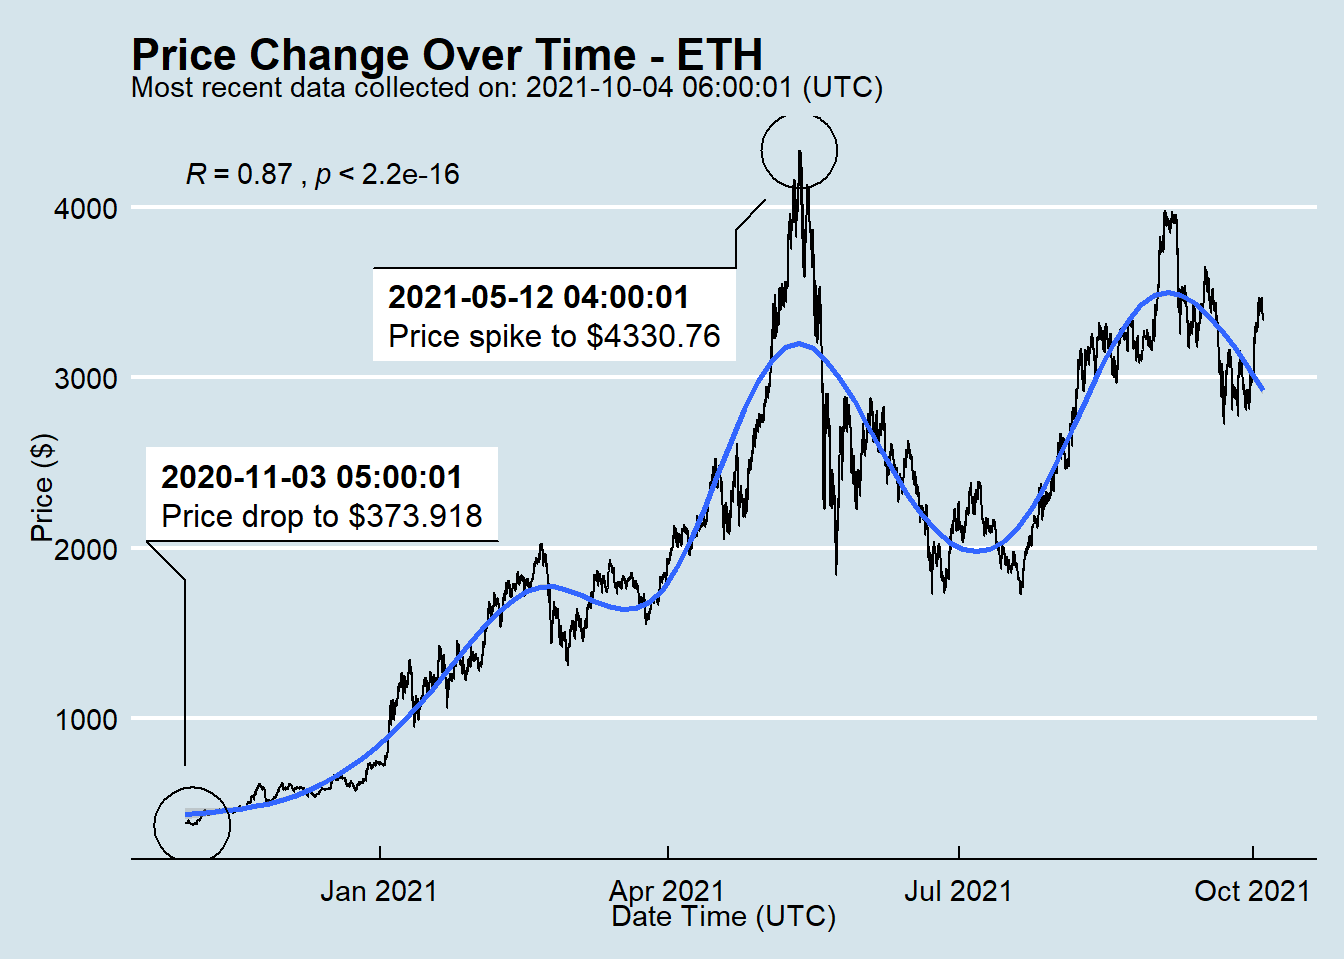 Price Change Over Time - ETH
Most recent data collected on: 2021-10-04 06:00:01 (UTC)
R = 0.87 , p < 2.2e-16
4000
2021-05-12 04:00:01
Price spike to $4330.76
3000
Price ($)
2020-11-03 05:00:01
Price drop to $373.918
2000
1000
Jan 2021 Apr 2021 Jul 2021 Oct 2021
Date Time (UTC)